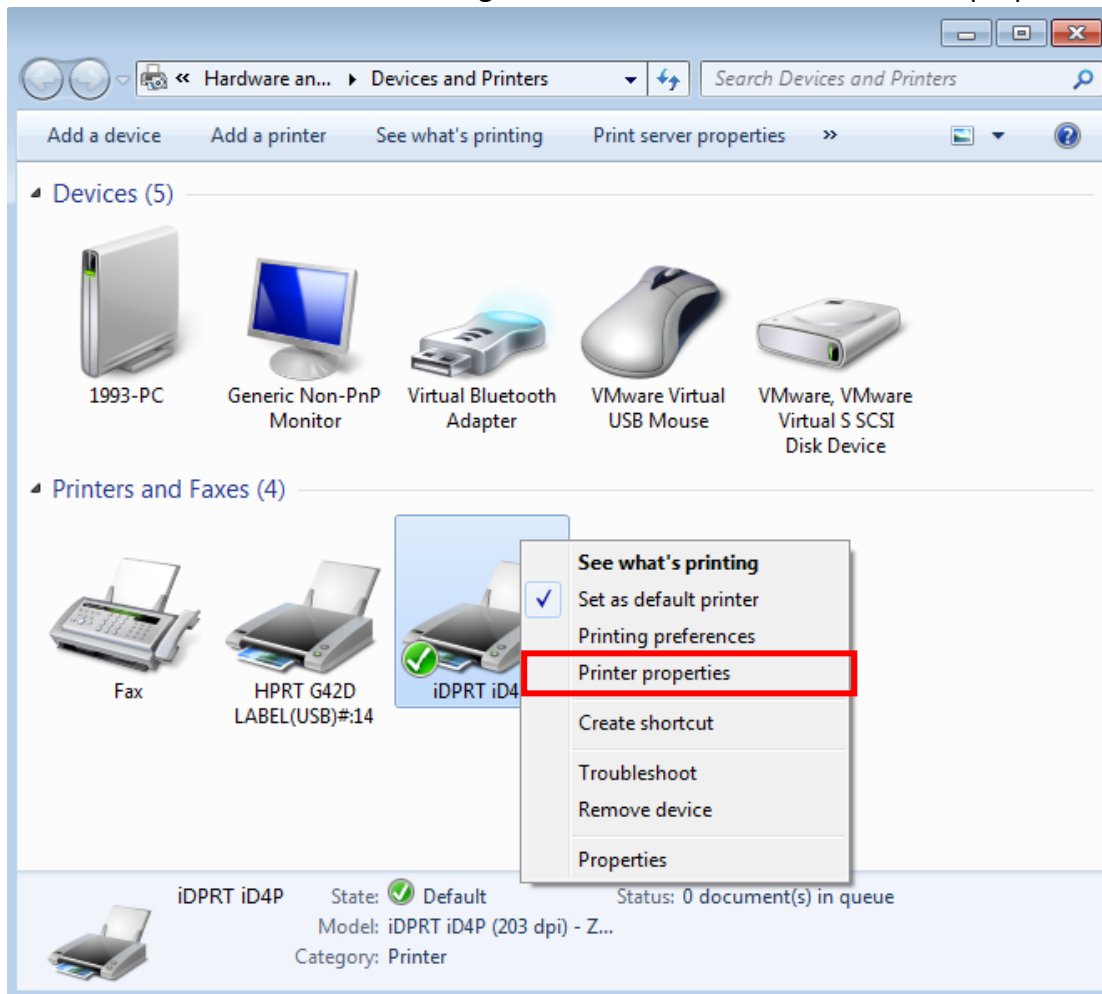 « Hardware an... ▸ Devices and Printers Search Devices and Printers
Add a device Add a printer See what's printing Print server properties »
Devices (5)
1993-PC
Generic Non-PnP
Monitor
Virtual Bluetooth
Adapter
VMware Virtual
USB Mouse
VMware, VMware
Virtual S SCSI
Disk Device
Printers and Faxes (4)
Fax
HPRT G42D
LABEL(USB)#:14
iDPRT iD4
See what's printing
Set as default printer
Printing preferences
Printer properties
Create shortcut
Troubleshoot
Remove device
Properties
iDPRT iD4P State: Default Status: 0 document(s) in queue
Model: iDPRT iD4P (203 dpi) - Z...
Category: Printer